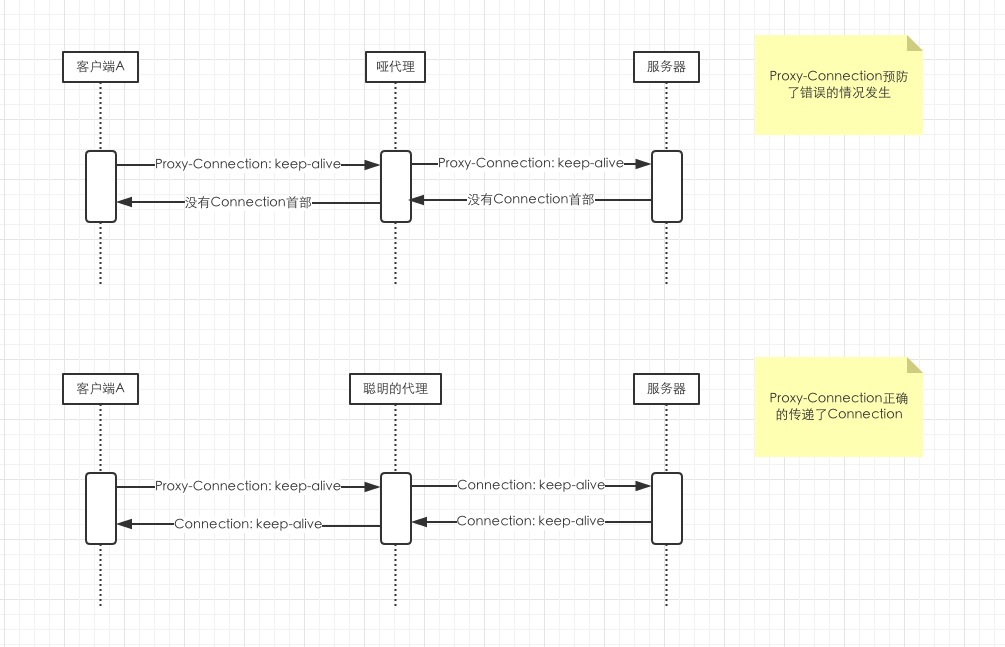 客户端A
哑代理
服务器
Proxy-Connection预防
了错误的情况发生
Proxy-Connection: keep-alive
Proxy-Connection: keep-alive
没有Connection首部
没有Connection首部
客户端A
聪明的代理
服务器
Proxy-Connection正确
的传递了Connection
Proxy-Connection: keep-alive
Connection: keep-alive
Connection: keep-alive
Connection: keep-alive